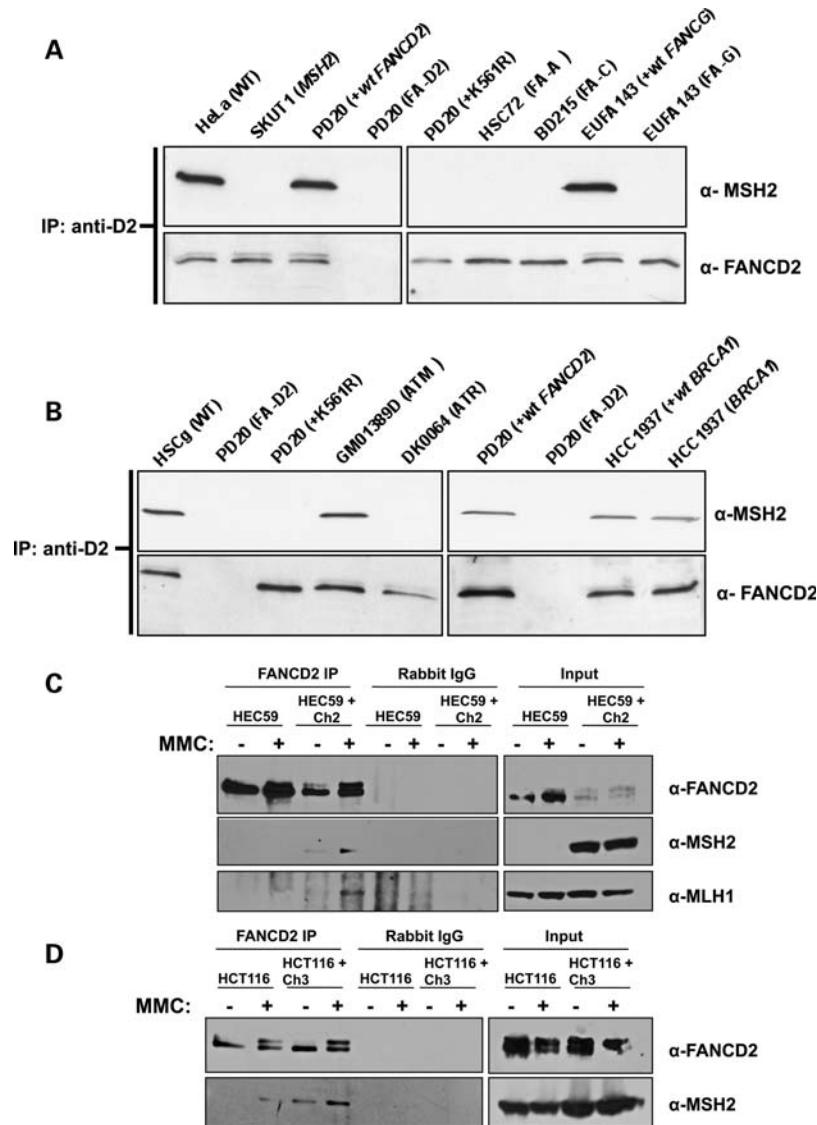 A
HeLa (WT)
SKUT1 (MSH2)
PD20 (+wt FANCD2)
PD20 (FA-D2)
PD20 (+K561R)
HSC72 (FA-A)
BD215 (FA-C)
EUFA 143 (+wt FANCG)
EUFA 143 (FA-G)
α- MSH2
IP: anti-D2
α- FANCD2
B
HSCg (WT)
PD20 (FA-D2)
PD20 (+K561R)
GM01389D (ATM)
DK0064 (ATR)
PD20 (+wt FANCD2)
PD20 (FA-D2)
HCC1937 (+wt BRCA1)
HCC1937 (BRCA1)
α-MSH2
IP: anti-D2
α- FANCD2
C
FANCD2 IP Rabbit IgG Input
HEC59 HEC59 + Ch2 HEC59 HEC59 + Ch2 HEC59 HEC59 + Ch2
MMC: - + - + - + - + - + - +
α-FANCD2
α-MSH2
α-MLH1
D
FANCD2 IP Rabbit IgG Input
HCT116 HCT116 + Ch3 HCT116 HCT116 + Ch3 HCT116 HCT116 + Ch3
MMC: - + - + - + - + - + - +
α-FANCD2
α-MSH2